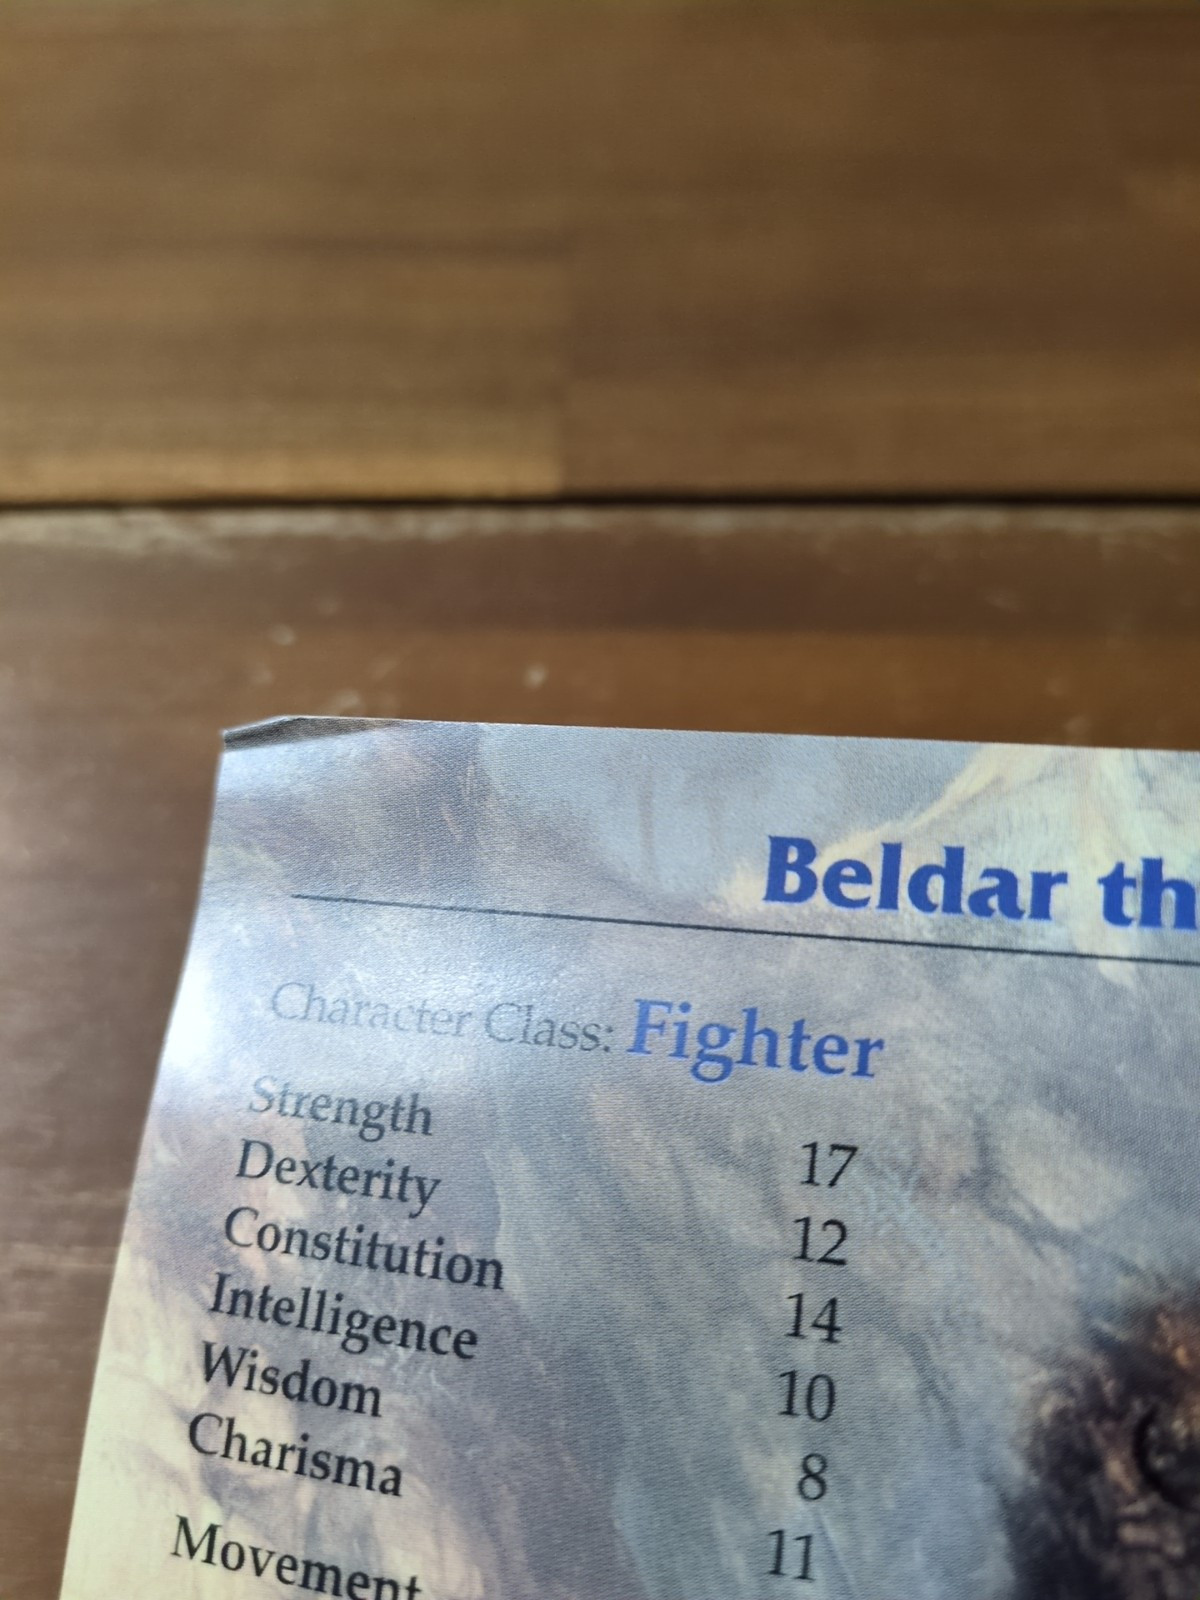 Beldar th
Character Class: Fighter
Strength 17
Dexterity 12
Constitution 14
Intelligence 10
Wisdom 8
Charisma 11
Movement